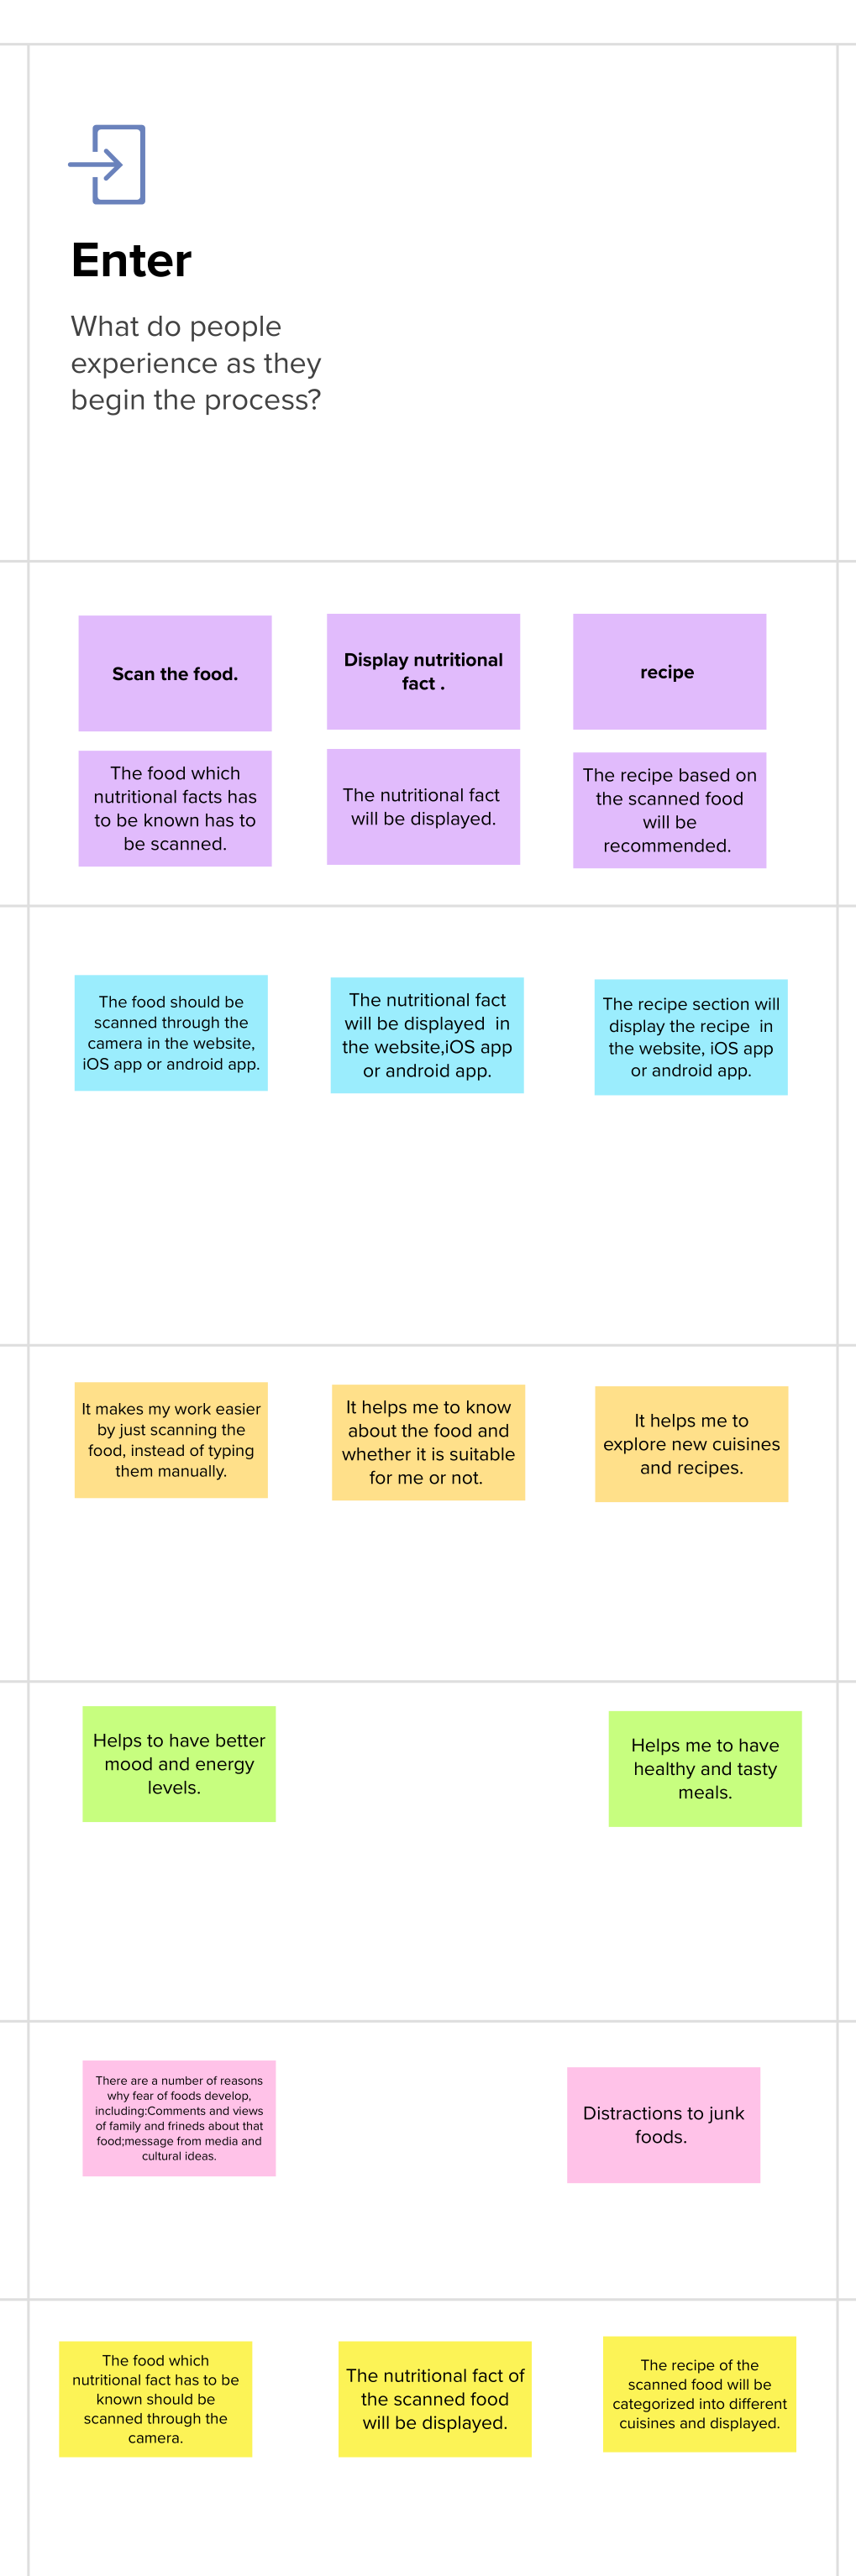 Enter
What do people
experience as they
begin the process?
Scan the food.
Display nutritional
fact .
recipe
The food which
nutritional facts has
to be known has to
be scanned.
The nutritional fact
will be displayed.
The recipe based on
the scanned food
will be
recommended.
The food should be
scanned through the
camera in the website,
iOS app or android app.
The nutritional fact
will be displayed  in
the website,iOS app
or android app.
The recipe section will
display the recipe  in
the website, iOS app
or android app.
It makes my work easier
by just scanning the
food, instead of typing
them manually.
It helps me to know
about the food and
whether it is suitable
for me or not.
It helps me to
explore new cuisines
and recipes.
Helps to have better
mood and energy
levels.
Helps me to have
healthy and tasty
meals.
There are a number of reasons
why fear of foods develop,
including:Comments and views
of family and frineds about that
food;message from media and
cultural ideas.
Distractions to junk
foods.
The food which
nutritional fact has to be
known should be
scanned through the
camera.
The nutritional fact of
the scanned food
will be displayed.
The recipe of the
scanned food will be
categorized into different
cuisines and displayed.